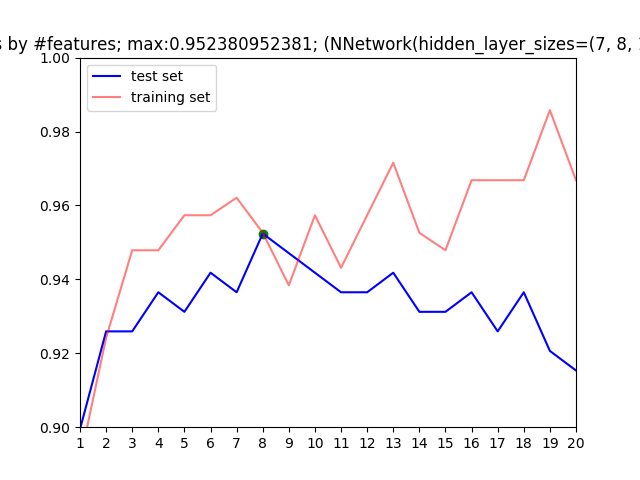 s by #features; max:0.952380952381; (NNetwork(hidden_layer_sizes=(7, 8,
test set
training set
1.00
0.98
0.96
0.94
0.92
0.90
1 2 3 4 5 6 7 8 9 10 11 12 13 14 15 16 17 18 19 20